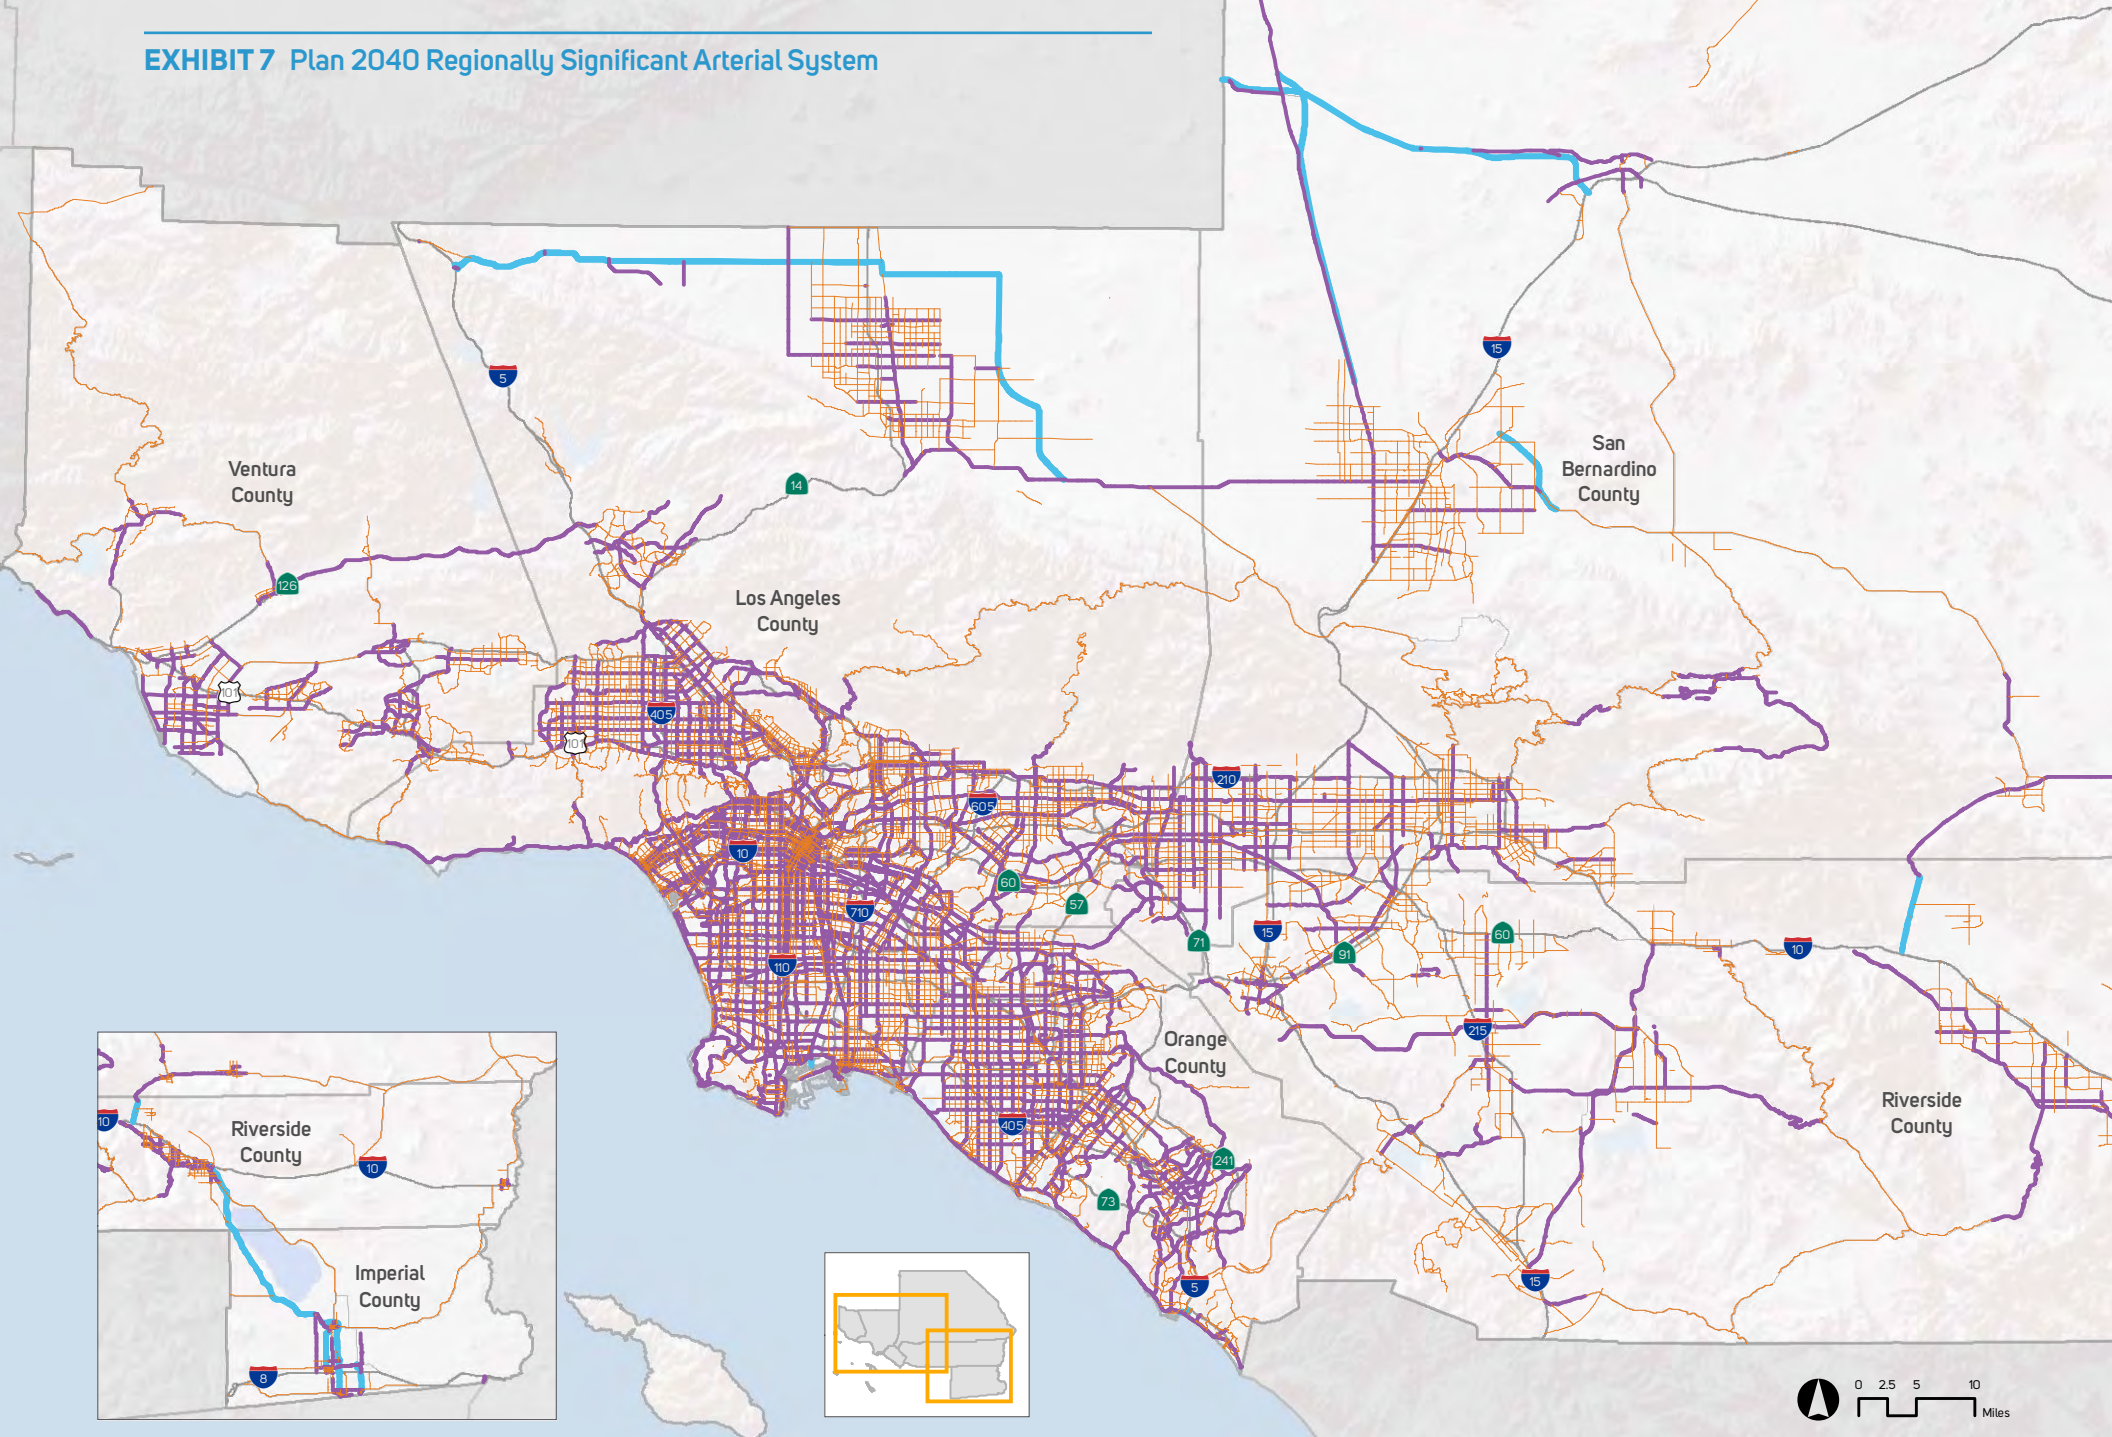 EXHIBIT 7 Plan 2040 Regionally Significant Arterial System
15
5
San
Bernardino
County
Ventura
County
14
126
Los Angeles
County
101
405
101
210
605
10
60
57
710
15
71
91
60
10
110
215
Orange
County
Riverside
County
405
241
73
5
15
10
Riverside
County
10
Imperial
County
8
0 2.5 5 10
Miles